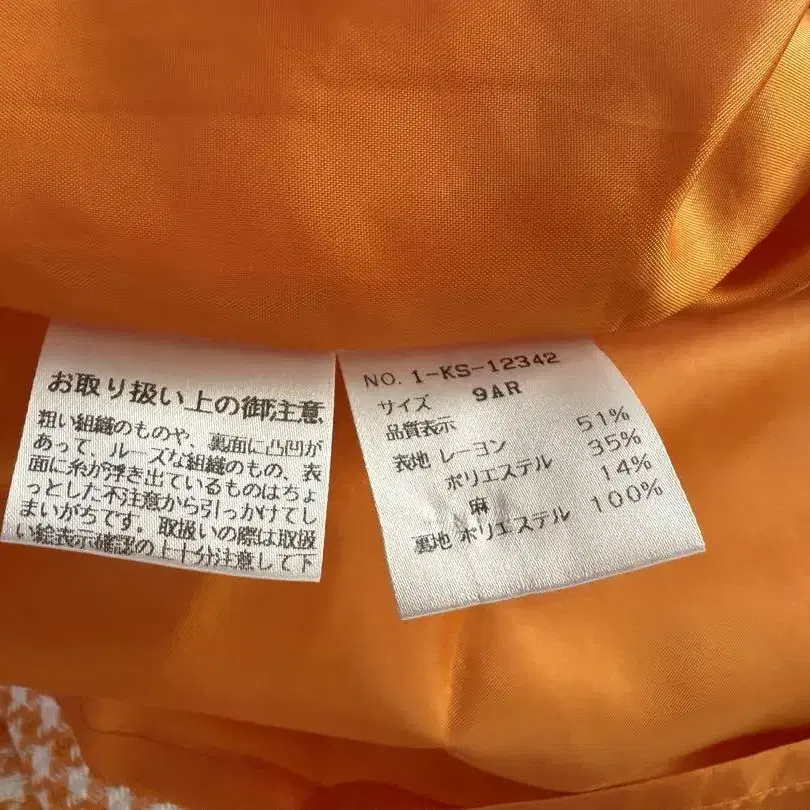 お取り扱い上の御注意
粗い組織のものや、裏面に凸凹が
あって、ルーズな組織のもの、表
面に糸が浮き出ているものはちょ
っとした不注意から引っかけてし
まいがちです。取扱いの際は取扱
い絵表示確認の上十分注意して下
NO. 1-KS-12342
サイズ 9AR
品質表示
表地 レーヨン 51%
ポリエステル 35%
麻 14%
裏地 ポリエステル 100%